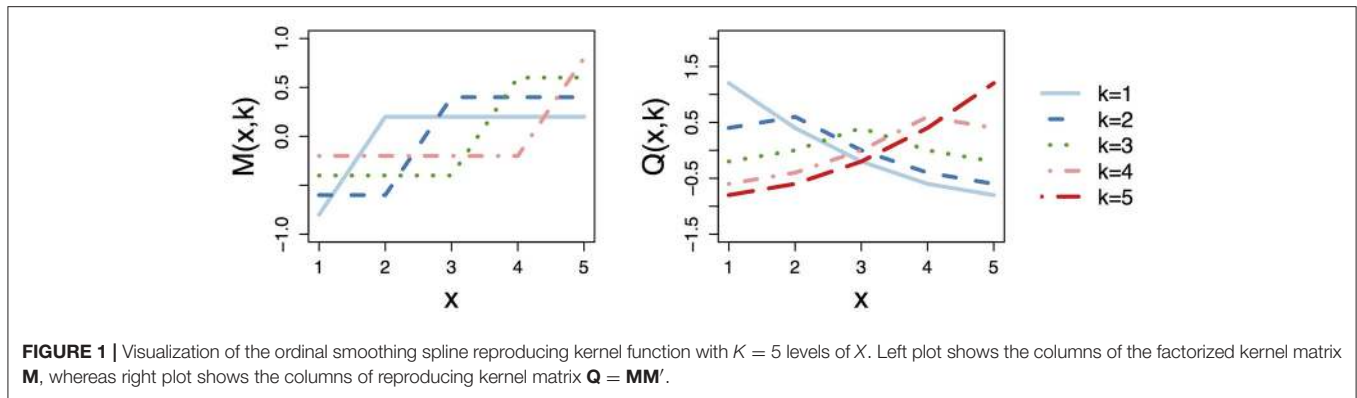 M(x,k)
1.0
0.5
0.0
−1.0
1 2 3 4 5
X
Q(x,k)
1.5
0.5
−0.5
−1.5
1 2 3 4 5
X
k=1
k=2
k=3
k=4
k=5
FIGURE 1 | Visualization of the ordinal smoothing spline reproducing kernel function with K = 5 levels of X. Left plot shows the columns of the factorized kernel matrix
M, whereas right plot shows the columns of reproducing kernel matrix Q = MM′.